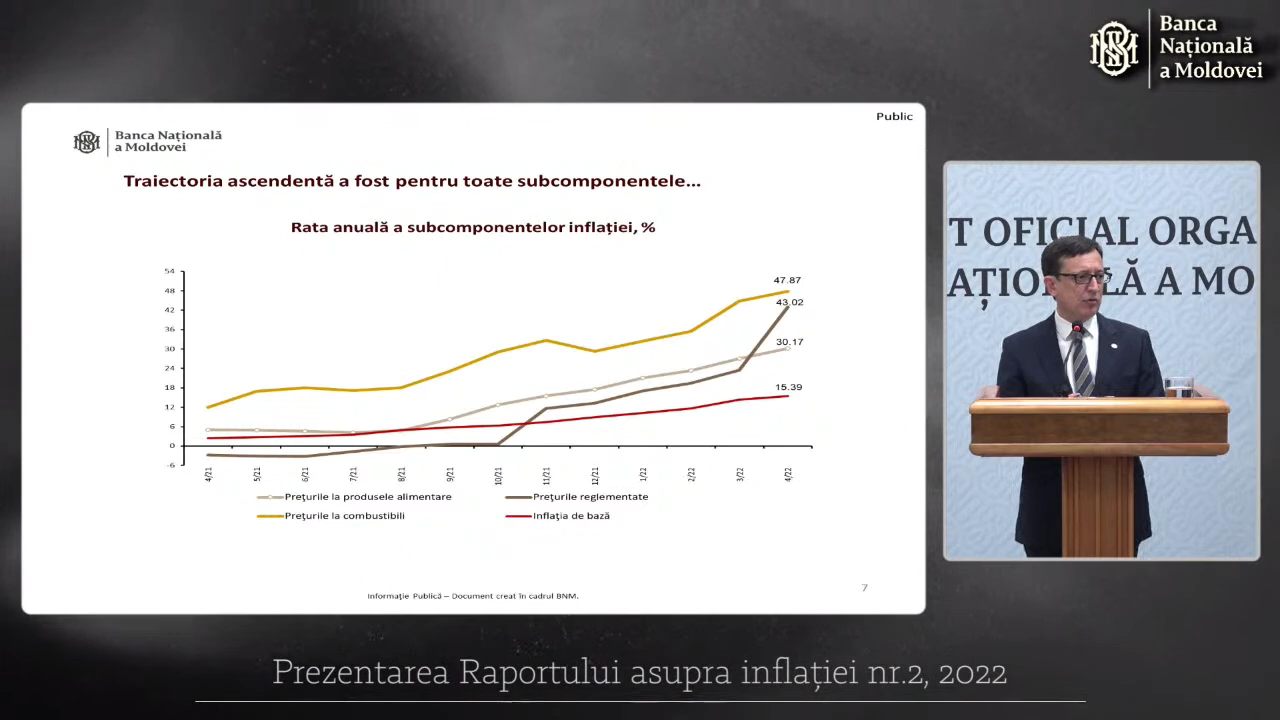 Banca
Națională
a Moldovei
Public
Banca Națională
a Moldovei
Traiectoria ascendentă a fost pentru toate subcomponentele...
Rata anuală a subcomponentelor inflației, %
54
48
42
36
30
24
18
12
6
0
-6
47.87
43.02
30.17
15.39
4/21
5/21
6/21
7/21
8/21
9/21
10/21
11/21
12/21
1/22
2/22
3/22
4/22
Prețurile la produsele alimentare
Prețurile reglementate
Prețurile la combustibili
Inflația de bază
Informație Publică – Document creat în cadrul BNM.
7
T OFICIAL ORGA
AȚIO LĂ A MO
Prezentarea Raportului asupra inflației nr.2, 2022